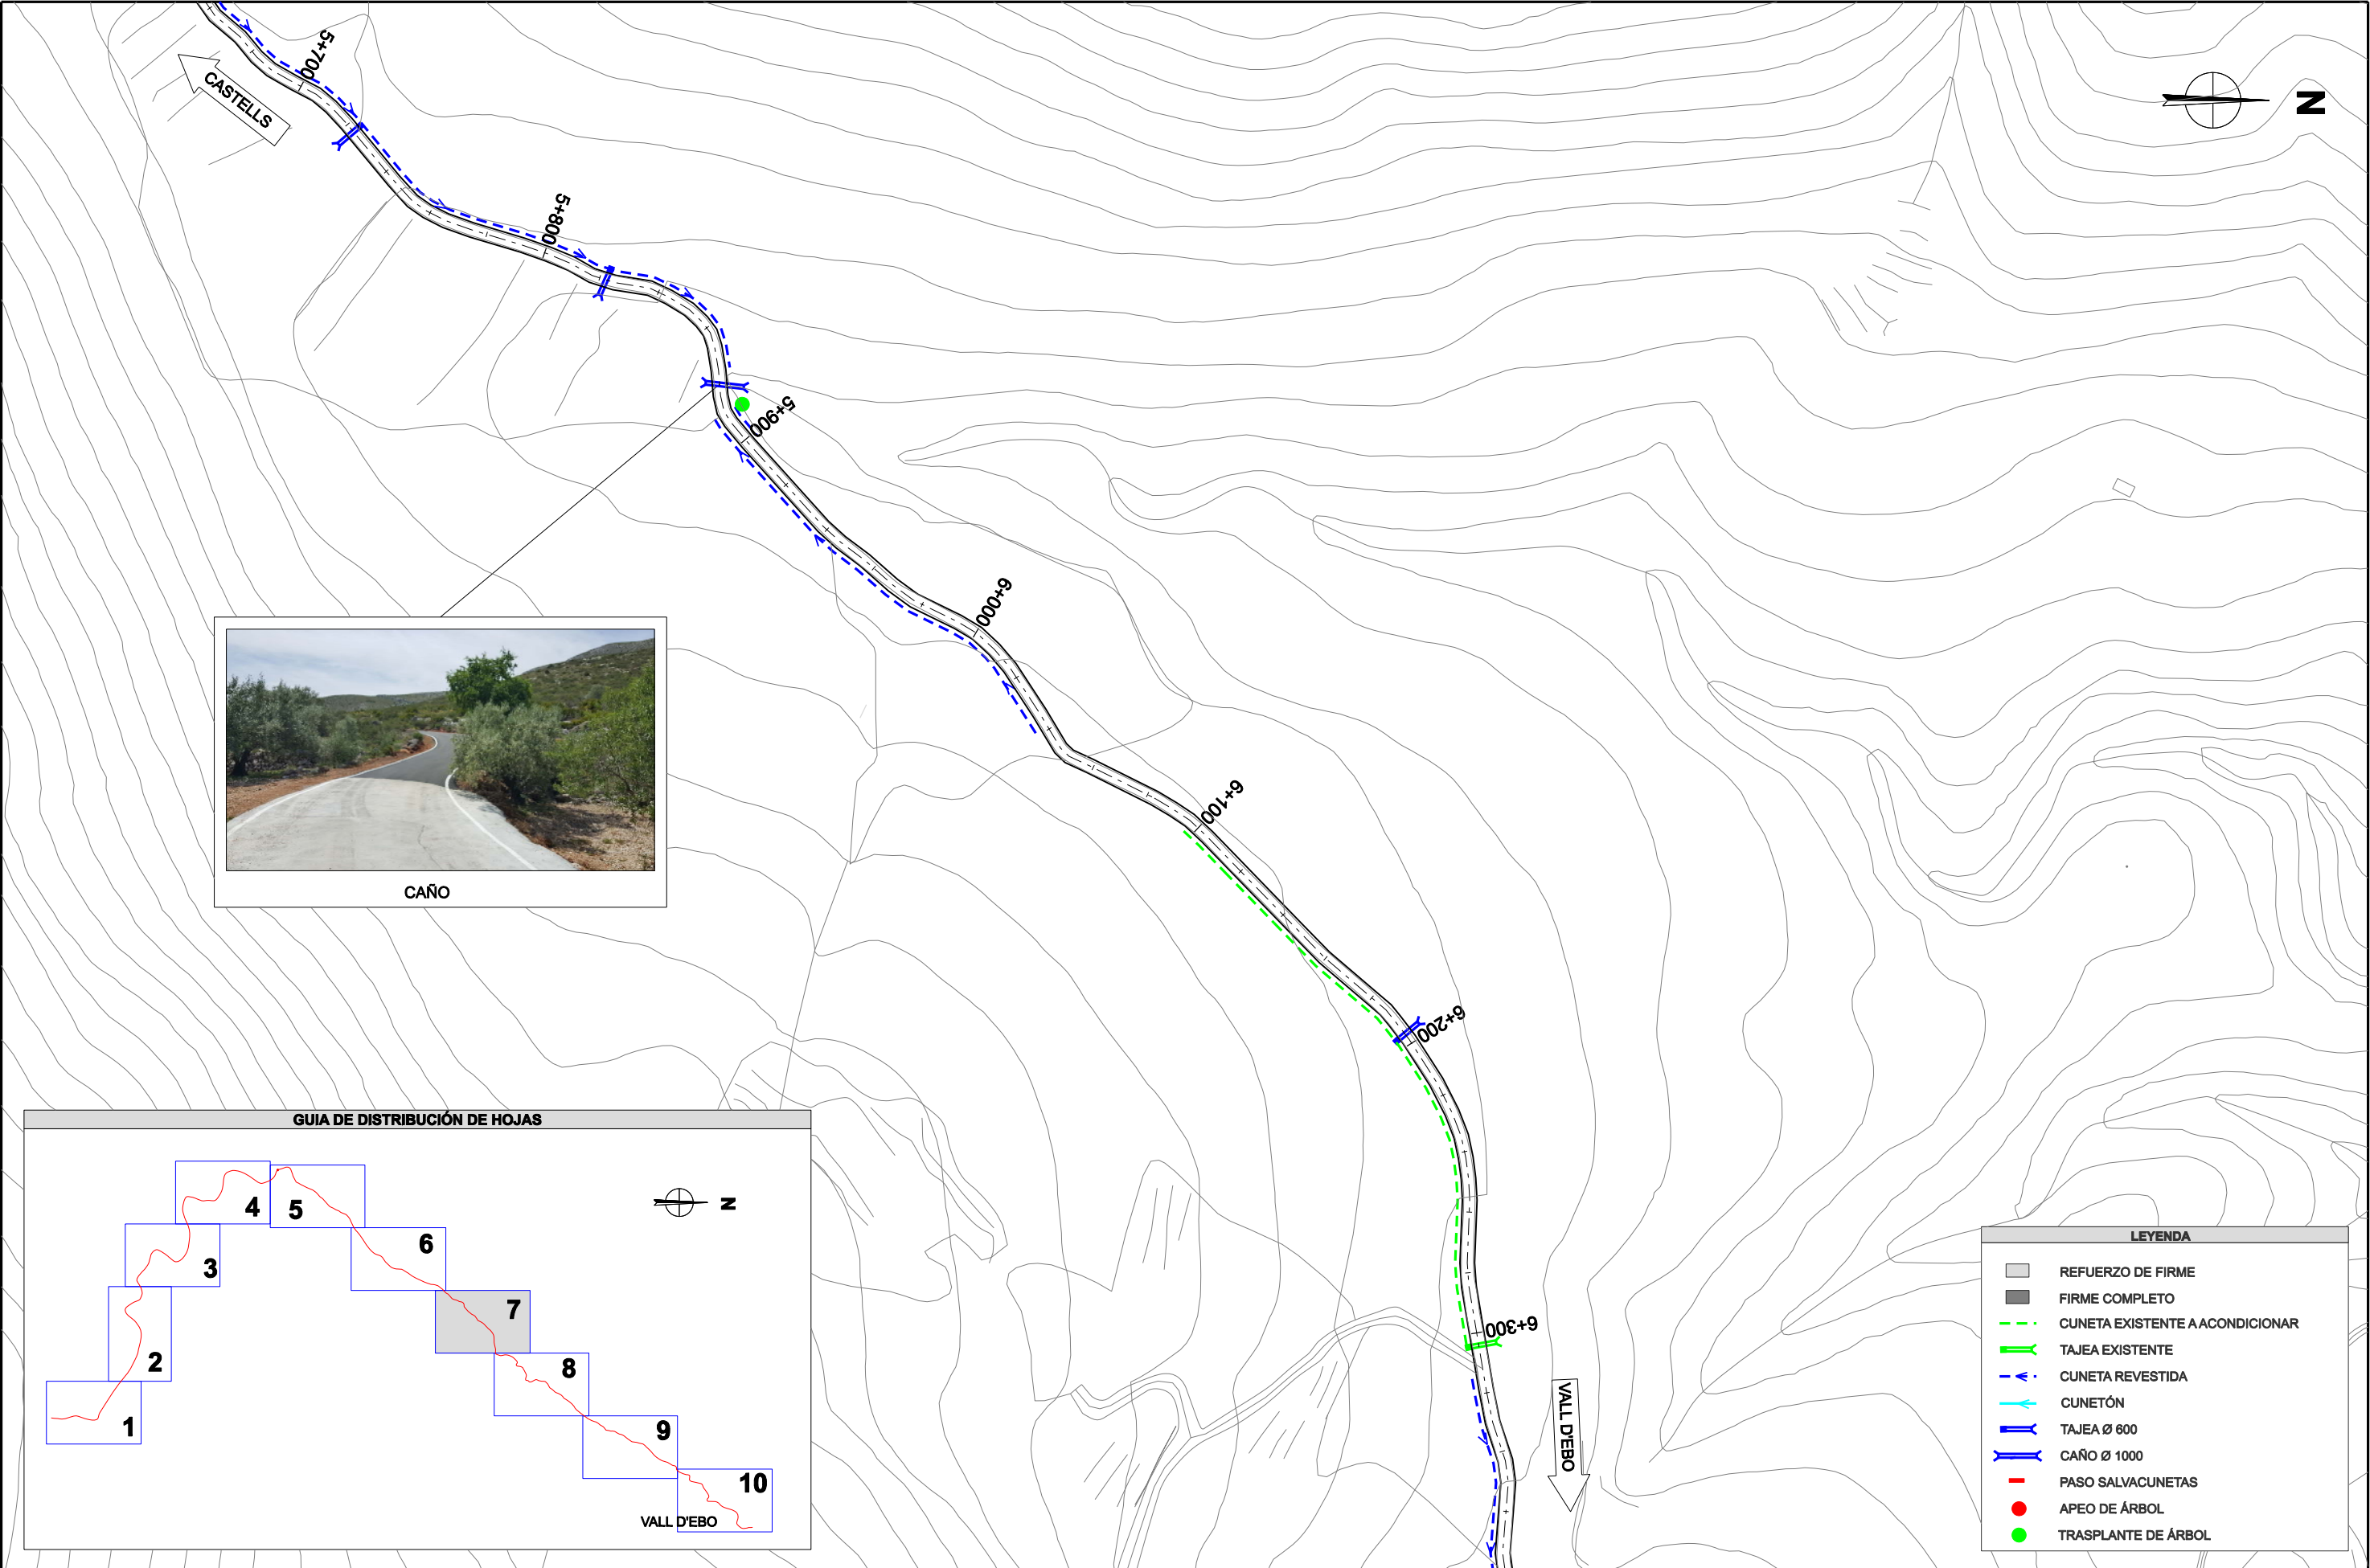 5+700
CASTELLS
N
5+800
5+900
6+000
6+100
CAÑO
6+200
GUIA DE DISTRIBUCIÓN DE HOJAS
4
5
N
6
3
7
2
8
1
9
10
VALL D'EBO
6+300
VALL D'EBO
LEYENDA
REFUERZO DE FIRME
FIRME COMPLETO
CUNETA EXISTENTE A ACONDICIONAR
TAJEA EXISTENTE
CUNETA REVESTIDA
CUNETÓN
TAJEA Ø 600
CAÑO Ø 1000
PASO SALVACUNETAS
APEO DE ÁRBOL
TRASPLANTE DE ÁRBOL